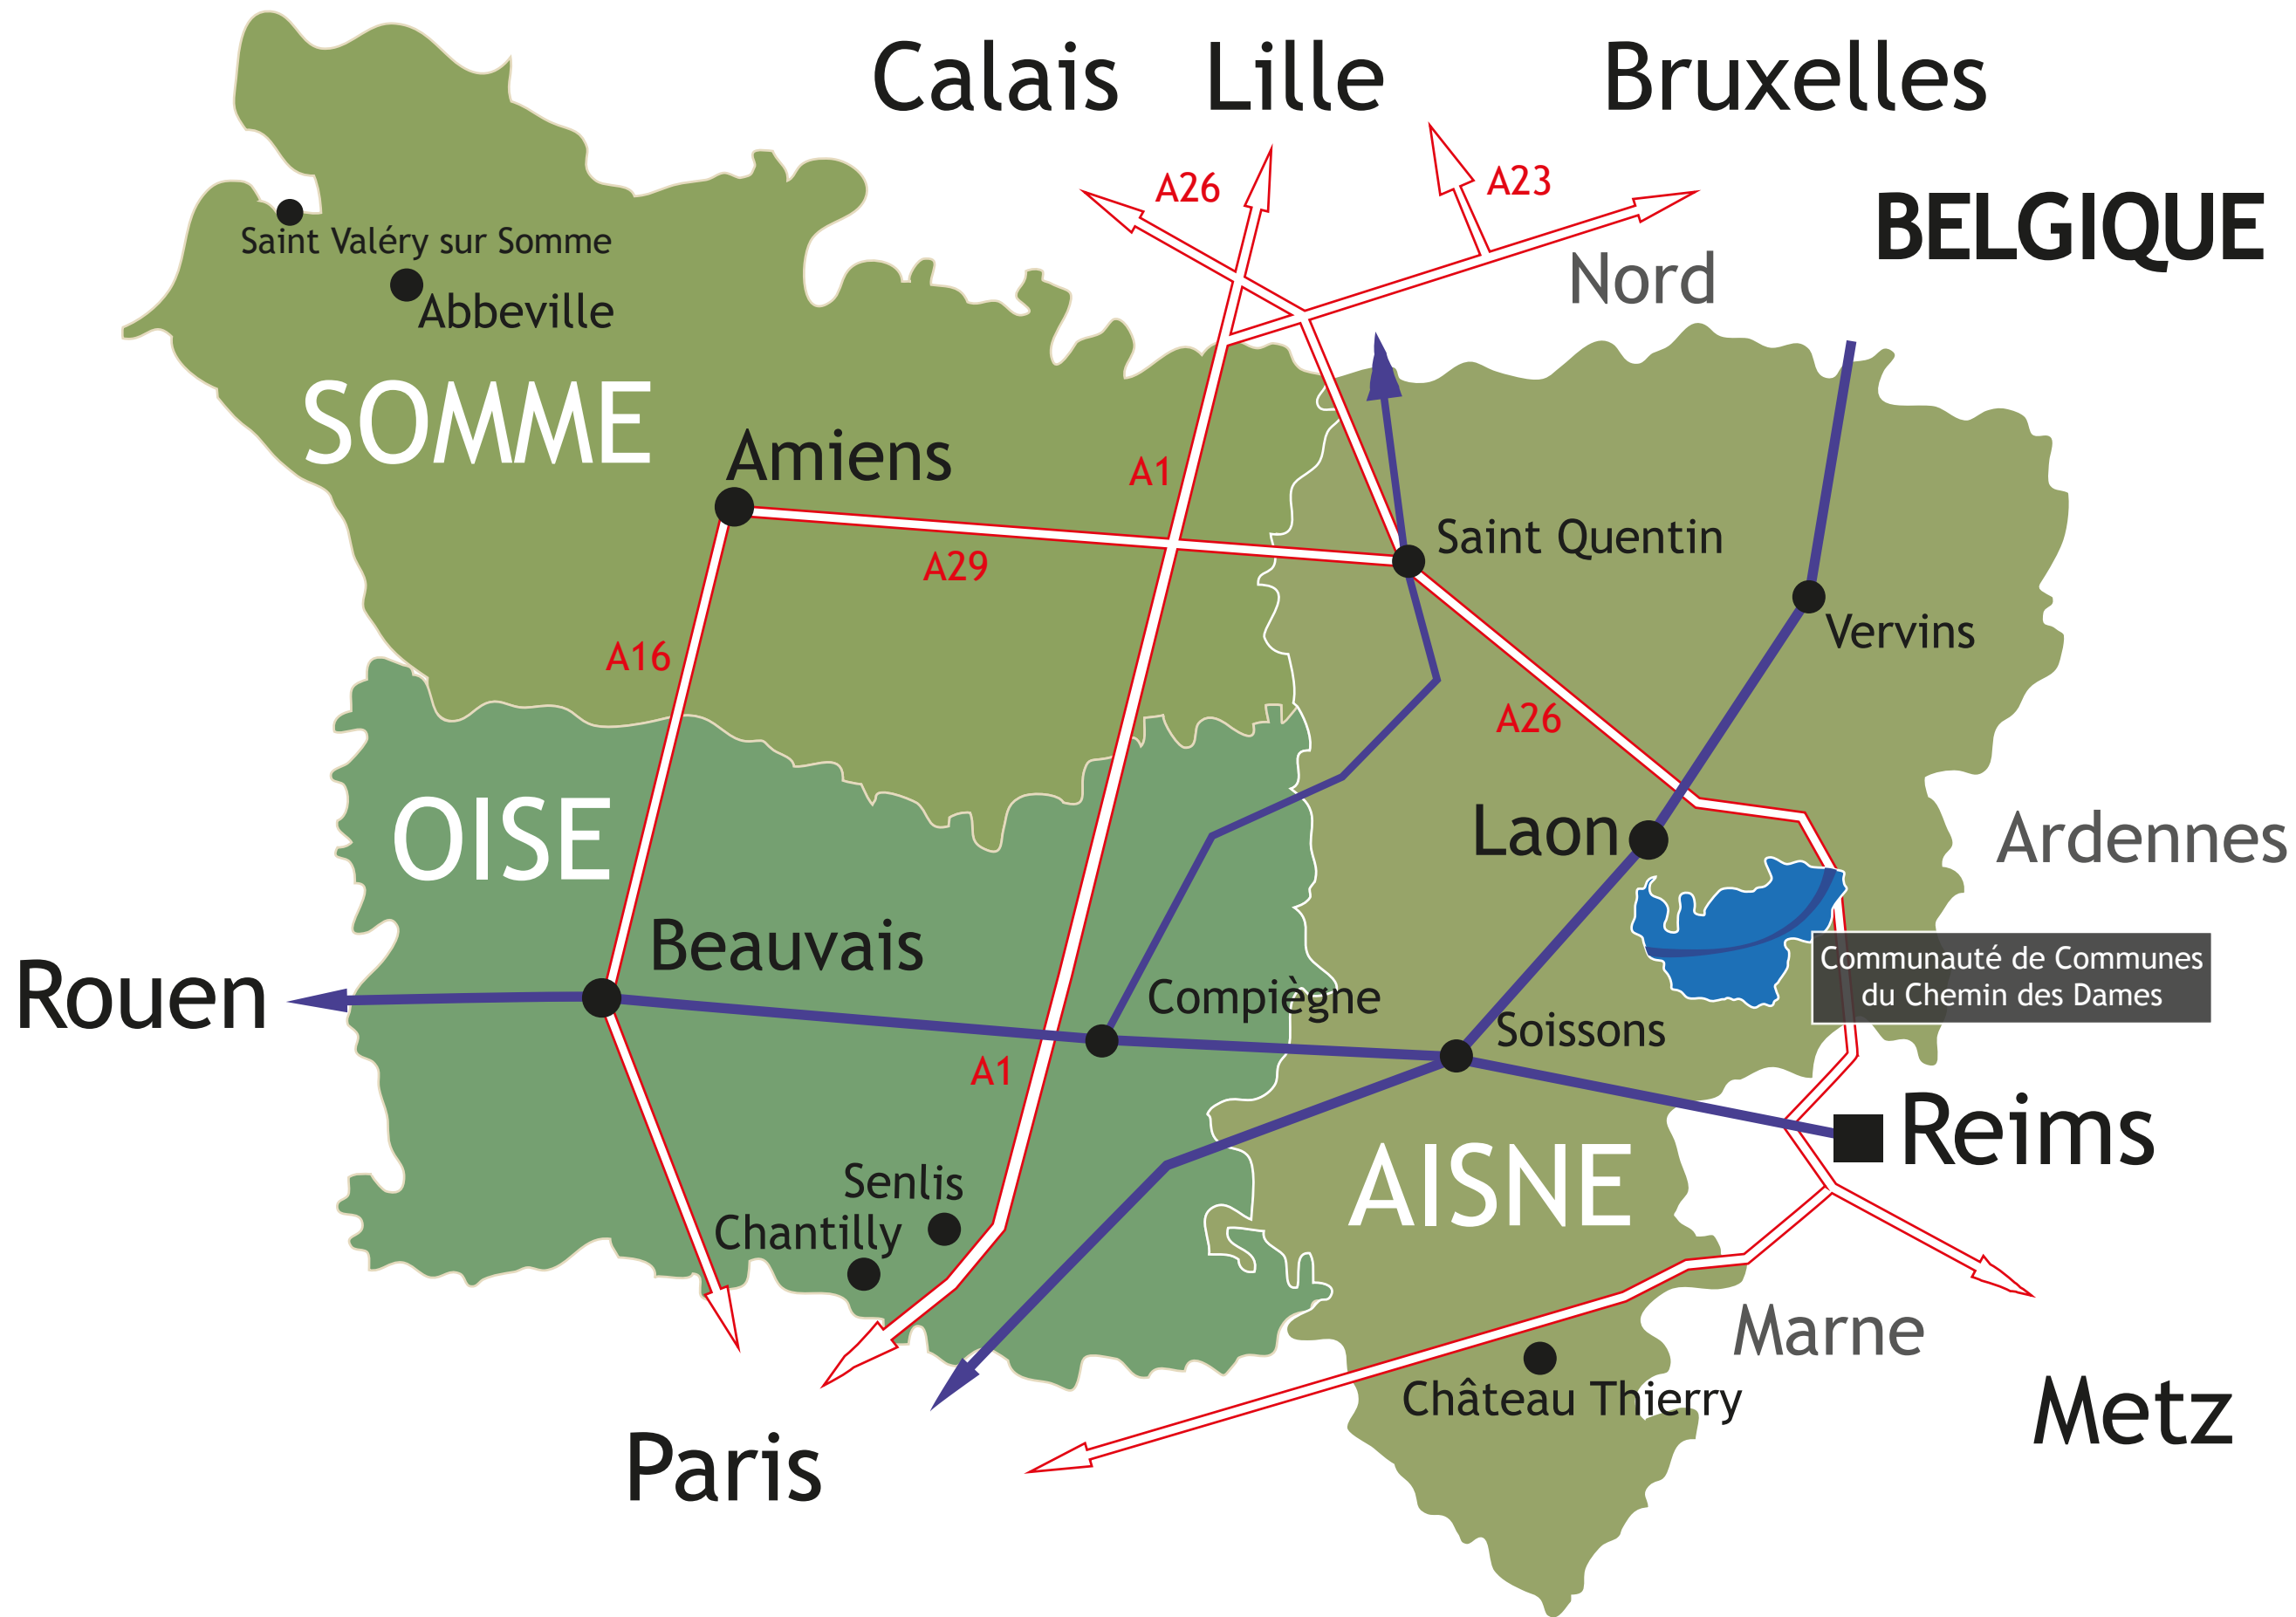 Calais
Lille
Bruxelles
A26
A23
BELGIQUE
Nord
Saint Valéry sur Somme
Abbeville
SOMME
Amiens
A1
Saint Quentin
A29
Vervins
A16
A26
OISE
Laon
Ardennes
Beauvais
Rouen
Compiègne
Communauté de Communes
du Chemin des Dames
Soissons
A1
Reims
AISNE
Senlis
Chantilly
Marne
Château Thierry
Metz
Paris